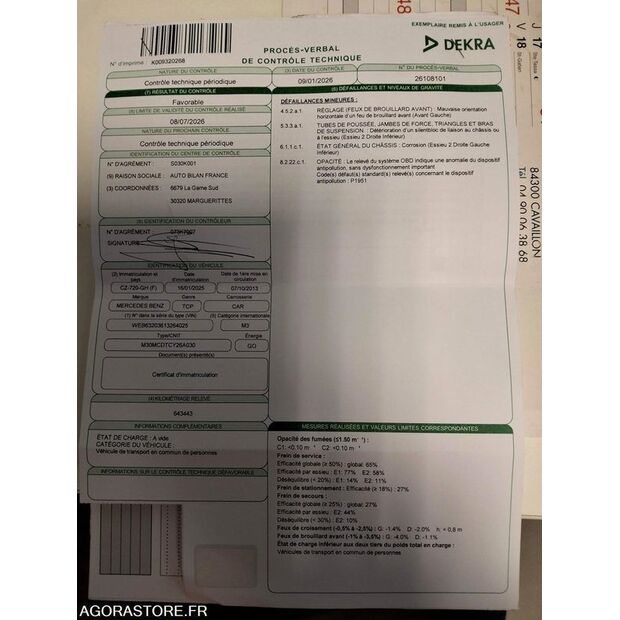 EXEMPLAIRE REMIS À L'USAGER
N° d'imprimé : K009320268
PROCÈS-VERBAL
DE CONTRÔLE TECHNIQUE
DEKRA
NATURE DU CONTRÔLE
Contrôle technique périodique
(3) DATE DU CONTRÔLE
09/01/2026
N° DU PROCÈS-VERBAL
26108101
(7) RÉSULTAT DU CONTRÔLE
Favorable
(8) LIMITE DE VALIDITÉ DU CONTRÔLE RÉALISÉ
08/07/2026
NATURE DU PROCHAIN CONTRÔLE
Contrôle technique périodique
IDENTIFICATION DU CENTRE DE CONTRÔLE
N° D'AGRÉMENT : S030K001
(9) RAISON SOCIALE : AUTO BILAN FRANCE
(3) COORDONNÉES : 6679 La Game Sud
30320 MARGUERITTES
(9) IDENTIFICATION DU CONTRÔLEUR
N° D'AGRÉMENT :
SIGNATURE :
IDENTIFICATION DU VÉHICULE
(2) Immatriculation et pays
Date d'immatriculation
Date de 1ère mise en circulation
CZ-720-GH (F)
16/01/2025
07/10/2013
Marque
Genre
Carrosserie
MERCEDES BENZ
TCP
CAR
(1) N° dans la série du type (VIN)
(5) Catégorie internationale
WEB63203613264025
M3
Type/CNIT
Énergie
M30MCDTCY26A030
GO
Document(s) présenté(s)
Certificat d'immatriculation
(4) KILOMÉTRAGE RELEVÉ
643443
INFORMATIONS COMPLÉMENTAIRES
ÉTAT DE CHARGE : A vide
CATÉGORIE DU VÉHICULE :
Véhicule de transport en commun de personnes
INFORMATIONS SUR LE CONTRÔLE TECHNIQUE DÉFAVORABLE
(6) DÉFAILLANCES ET NIVEAUX DE GRAVITÉ
DÉFAILLANCES MINEURES :
4.5.2.a.1. RÉGLAGE (FEUX DE BROUILLARD AVANT) : Mauvaise orientation
horizontale d'un feu de brouillard avant (Avant Gauche)
5.3.3.a.1. TUBES DE POUSSÉE, JAMBES DE FORCE, TRIANGLES ET BRAS
DE SUSPENSION : Détérioration d'un silentbloc de liaison au châssis ou
à l'essieu (Essieu 2 Droite Gauche Inférieur)
6.1.1.c.1. ÉTAT GÉNÉRAL DU CHÂSSIS : Corrosion (Essieu 2 Droite Gauche
Inférieur)
8.2.22.c.1. OPACITÉ : Le relevé du système OBD indique une anomalie du dispositif
antipollution, sans dysfonctionnement important
Code(s) défaut(s) standard(s) relevé(s) concernant le dispositif
antipollution : P1951
MESURES RÉALISÉES ET VALEURS LIMITES CORRESPONDANTES
Opacité des fumées (≤1.50 m⁻¹) :
C1: <0.10 m⁻¹ C2: <0.10 m⁻¹
Frein de service :
Efficacité globale (≥ 50%) : global: 65%
Efficacité par essieu : E1: 77% E2: 58%
Déséquilibre (< 20%) : E1: 14% E2: 11%
Frein de stationnement : Efficacité (≥ 18%) : 27%
Frein de secours :
Efficacité globale (≥ 25%) : global: 27%
Efficacité par essieu : E2: 44%
Déséquilibre (< 30%) : E2: 10%
Feux de croisement (-0,5% à -2,5%) : G: -1.4% D: -2.0% h: < 0,8 m
Feux de brouillard avant (-1% à -3,5%) : G: -4.0% D: -1.1%
État de charge inférieur aux deux tiers du poids total en charge :
Véhicules de transport en commun de personnes
84300 CAVAILLON
Tél. 04 90 06 38 68
AGORASTORE.FR